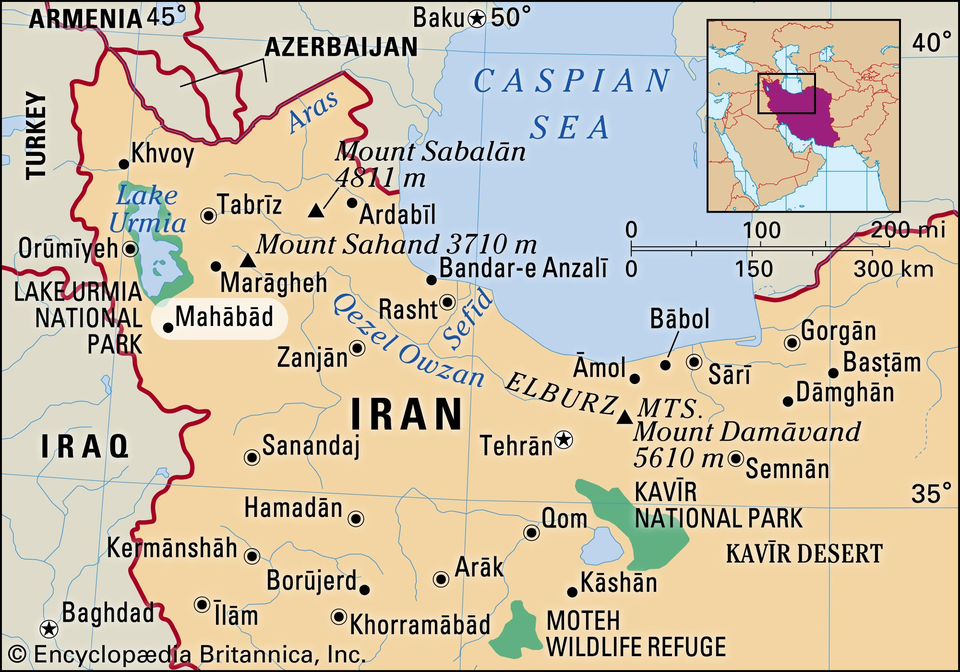 ARMENIA
45°
Baku
50°
40°
AZERBAIJAN
CASPIAN
SEA
TURKEY
Aras
Khvoy
Mount Sabalān
4811 m
Lake
Urmia
Tabrīz
Ardabīl
Orūmīyeh
Mount Sahand 3710 m
0 100 200 mi
0 150 300 km
Marāgheh
Bandar-e Anzalī
LAKE URMIA
NATIONAL
PARK
Mahābād
Rasht
Sefīd
Qezel Owzan
Zanjān
Bābol
Gorgān
Āmol
Sārī
Basṭām
Dāmghān
ELBURZ MTS.
IRAN
Mount Damāvand
5610 m
IRAQ
Sanandaj
Tehrān
Semnān
35°
KAVĪR
NATIONAL PARK
Hamadān
Qom
KAVĪR DESERT
Kermānshāh
Borūjerd
Arāk
Kāshān
Baghdad
Īlām
Khorramābād
MOTEH
WILDLIFE REFUGE
© Encyclopædia Britannica, Inc.